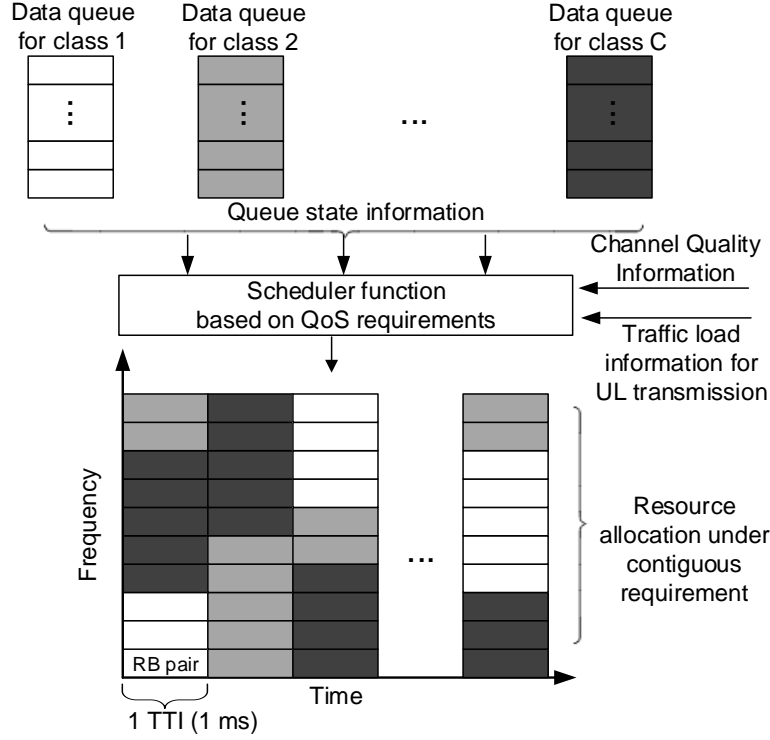 Data queue
for class 1
Data queue
for class 2
Data queue
for class C
...
Queue state information
Channel Quality
Information
Scheduler function
based on QoS requirements
Traffic load
information for
UL transmission
Frequency
...
Resource
allocation under
contiguous
requirement
RB pair
Time
1 TTI (1 ms)